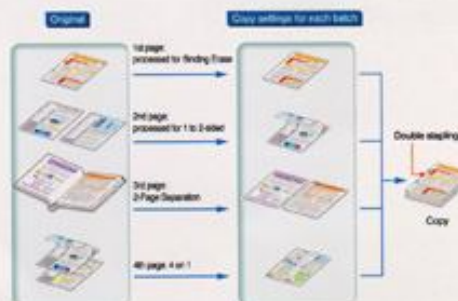 Original
Copy settings for each batch
1st page:
processed for Binding Erase
2nd page:
processed for 1 to 2-sided
3rd page:
2-Page Separation
4th page: 4 on 1
Double stapling
Copy